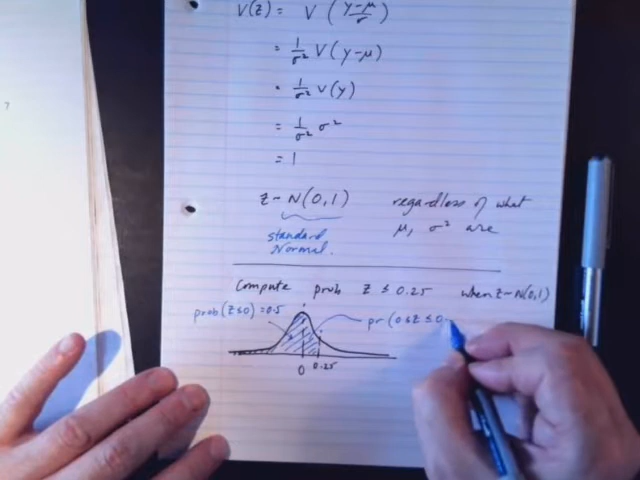 V(z) = V(y-μ/σ)
= 1/σ² V(y-μ)
= 1/σ² V(y)
= 1/σ² σ²
= 1
z ~ N(0,1) regardless of what
μ, σ² are
standard
Normal.
Compute prob z ≤ 0.25 when z~N(0,1)
prob(z≤0)=0.5
pr(0≤z≤0
0 0.25
7